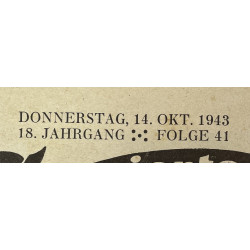 DONNERSTAG, 14. OKT. 1943
18. JAHRGANG FOLGE 41